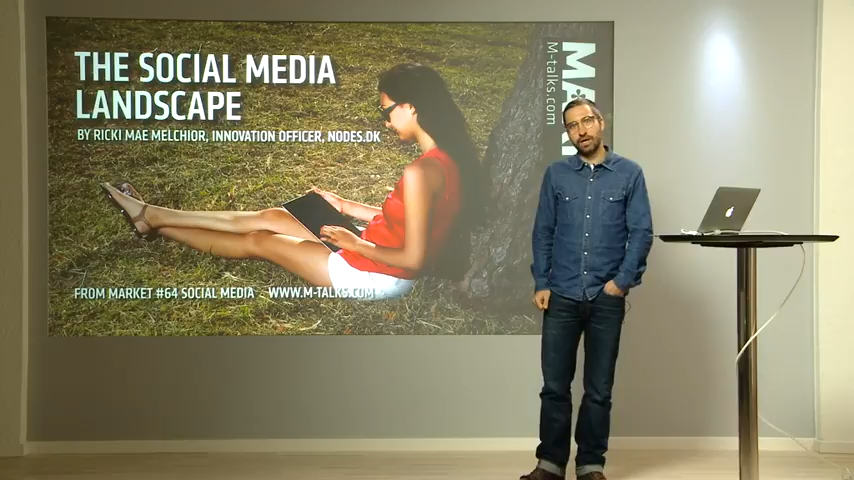 THE SOCIAL MEDIA
LANDSCAPE
BY RICKI MAE MELCHIOR, INNOVATION OFFICER, NODES.DK
FROM MARKET #64 SOCIAL MEDIA
WWW.M-TALKS.COM
M-talks.com